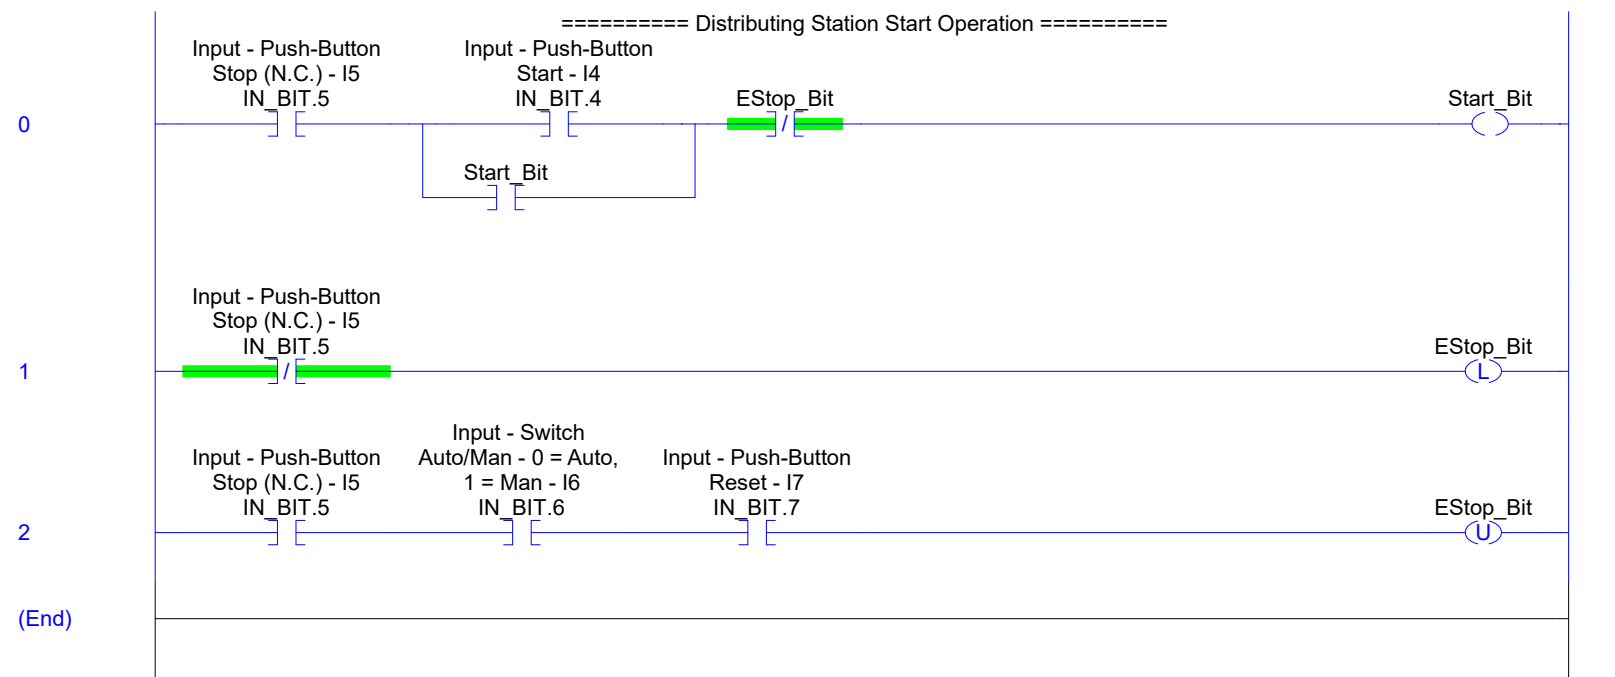 ========== Distributing Station Start Operation ==========
Input - Push-Button
Stop (N.C.) - I5
IN_BIT.5
Input - Push-Button
Start - I4
IN_BIT.4
EStop_Bit
/
Start_Bit
0
Start_Bit
Input - Push-Button
Stop (N.C.) - I5
IN_BIT.5
/
EStop_Bit
L
1
Input - Push-Button
Stop (N.C.) - I5
IN_BIT.5
Input - Switch
Auto/Man - 0 = Auto,
1 = Man - I6
IN_BIT.6
Input - Push-Button
Reset - I7
IN_BIT.7
EStop_Bit
U
2
(End)